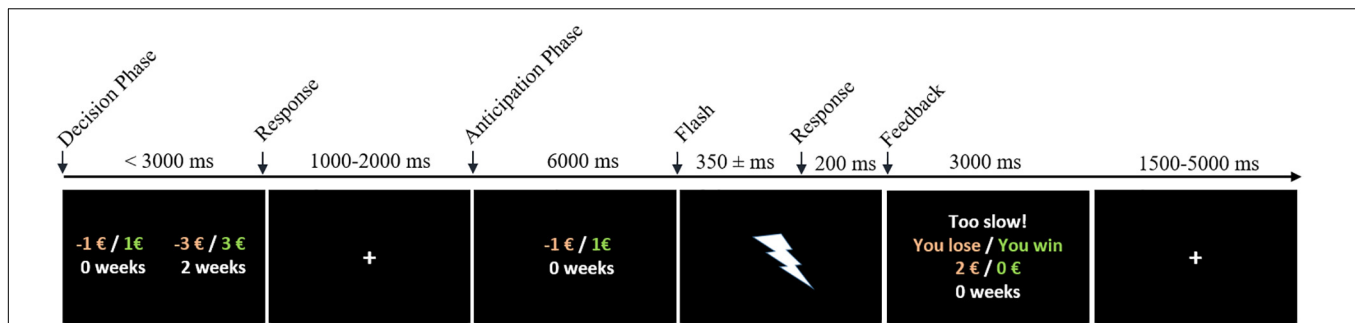 Decision Phase
Response
Anticipation Phase
Flash
Response
Feedback
< 3000 ms
1000-2000 ms
6000 ms
350 ± ms
200 ms
3000 ms
1500-5000 ms
-1 € / 1€
0 weeks
-3 € / 3 €
2 weeks
+
-1 € / 1€
0 weeks
Too slow!
You lose / You win
2 € / 0 €
0 weeks
+